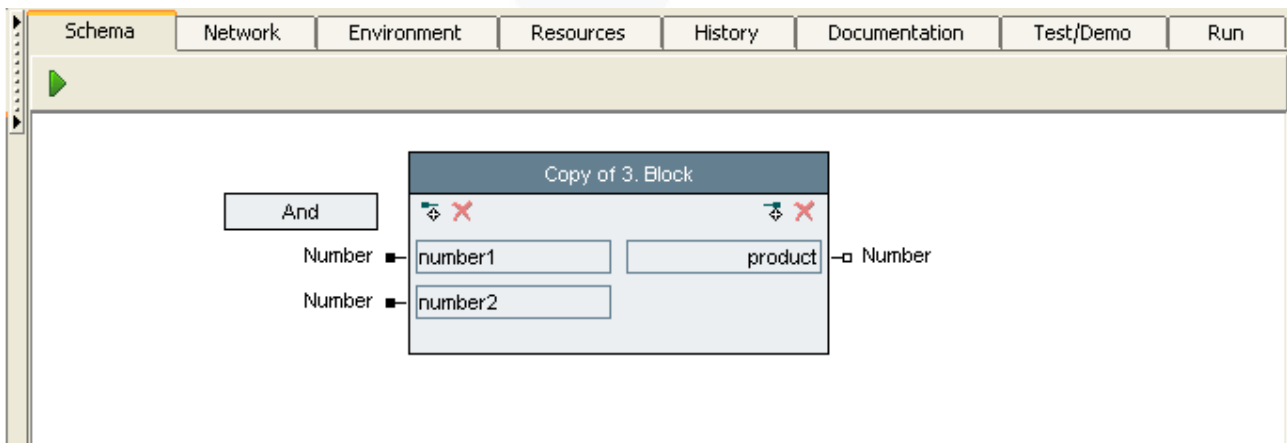 Schema Network Environment Resources History Documentation Test/Demo Run
Copy of 3. Block
And
Number number1 product Number
Number number2